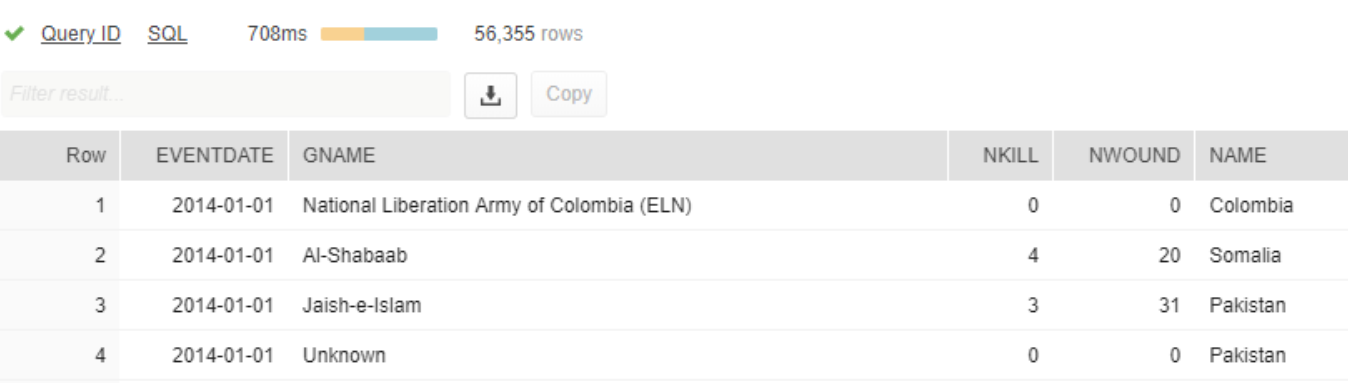 Query ID SQL 708ms 56,355 rows
Filter result... Copy
Row EVENTDATE GNAME NKILL NWOUND NAME
1 2014-01-01 National Liberation Army of Colombia (ELN) 0 0 Colombia
2 2014-01-01 Al-Shabaab 4 20 Somalia
3 2014-01-01 Jaish-e-Islam 3 31 Pakistan
4 2014-01-01 Unknown 0 0 Pakistan